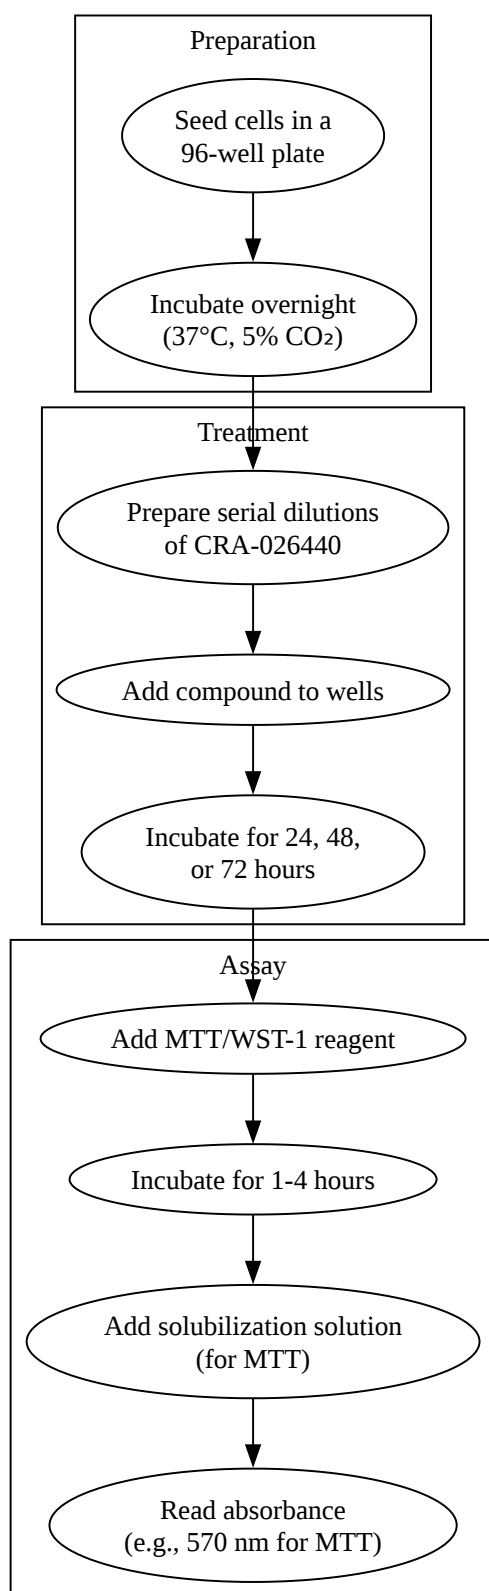 Preparation
Seed cells in a
96-well plate
Incubate overnight
(37°C, 5% CO₂)
Treatment
Prepare serial dilutions
of CRA-026440
Add compound to wells
Incubate for 24, 48,
or 72 hours
Assay
Add MTT/WST-1 reagent
Incubate for 1-4 hours
Add solubilization solution
(for MTT)
Read absorbance
(e.g., 570 nm for MTT)